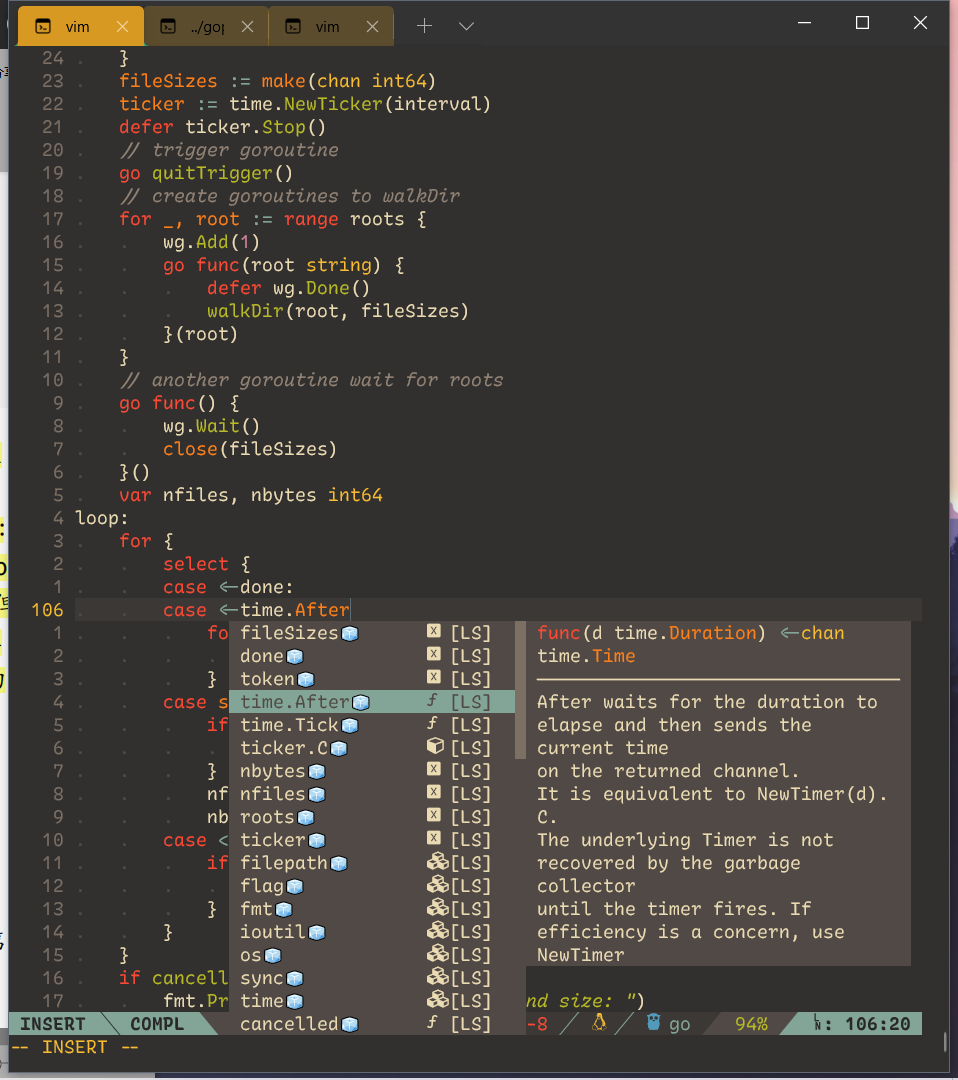 vim ../gop vim
24 }
23 fileSizes := make(chan int64)
22 ticker := time.NewTicker(interval)
21 defer ticker.Stop()
20 // trigger goroutine
19 go quitTrigger()
18 // create goroutines to walkDir
17 for _, root := range roots {
16 wg.Add(1)
15 go func(root string) {
14 defer wg.Done()
13 walkDir(root, fileSizes)
12 }(root)
11 }
10 // another goroutine wait for roots
9 go func() {
8 wg.Wait()
7 close(fileSizes)
6 }()
5 var nfiles, nbytes int64
4 loop:
3 for {
2 select {
1 case <-done:
106 case <-time.After
1 fo fileSizes [LS] func(d time.Duration) <-chan
2 done [LS] time.Time
3 } token [LS]
4 case s time.After f [LS] After waits for the duration to
5 if time.Tick f [LS] elapse and then sends the
6 ticker.C [LS] current time
7 } nbytes [LS] on the returned channel.
8 nf nfiles [LS] It is equivalent to NewTimer(d).
9 nb roots [LS] C.
10 case < ticker [LS] The underlying Timer is not
11 if filepath [LS] recovered by the garbage
12 flag [LS] collector
13 } fmt [LS] until the timer fires. If
14 } ioutil [LS] efficiency is a concern, use
15 } os [LS] NewTimer
16 if cancell sync [LS]
17 fmt.Pr time [LS] nd size: ")
INSERT COMPL cancelled f [LS] -8 go 94% LN: 106:20
-- INSERT --